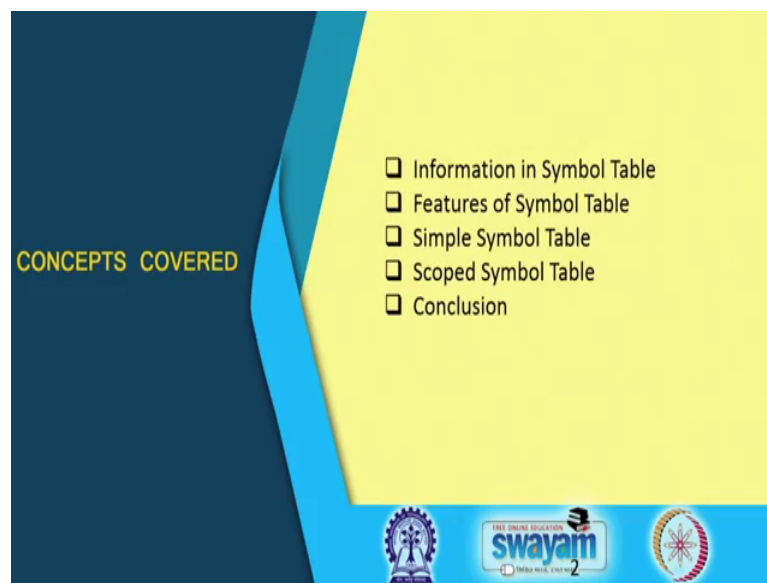 CONCEPTS COVERED
Information in Symbol Table
Features of Symbol Table
Simple Symbol Table
Scoped Symbol Table
Conclusion
FREE ONLINE EDUCATION
swayam
2